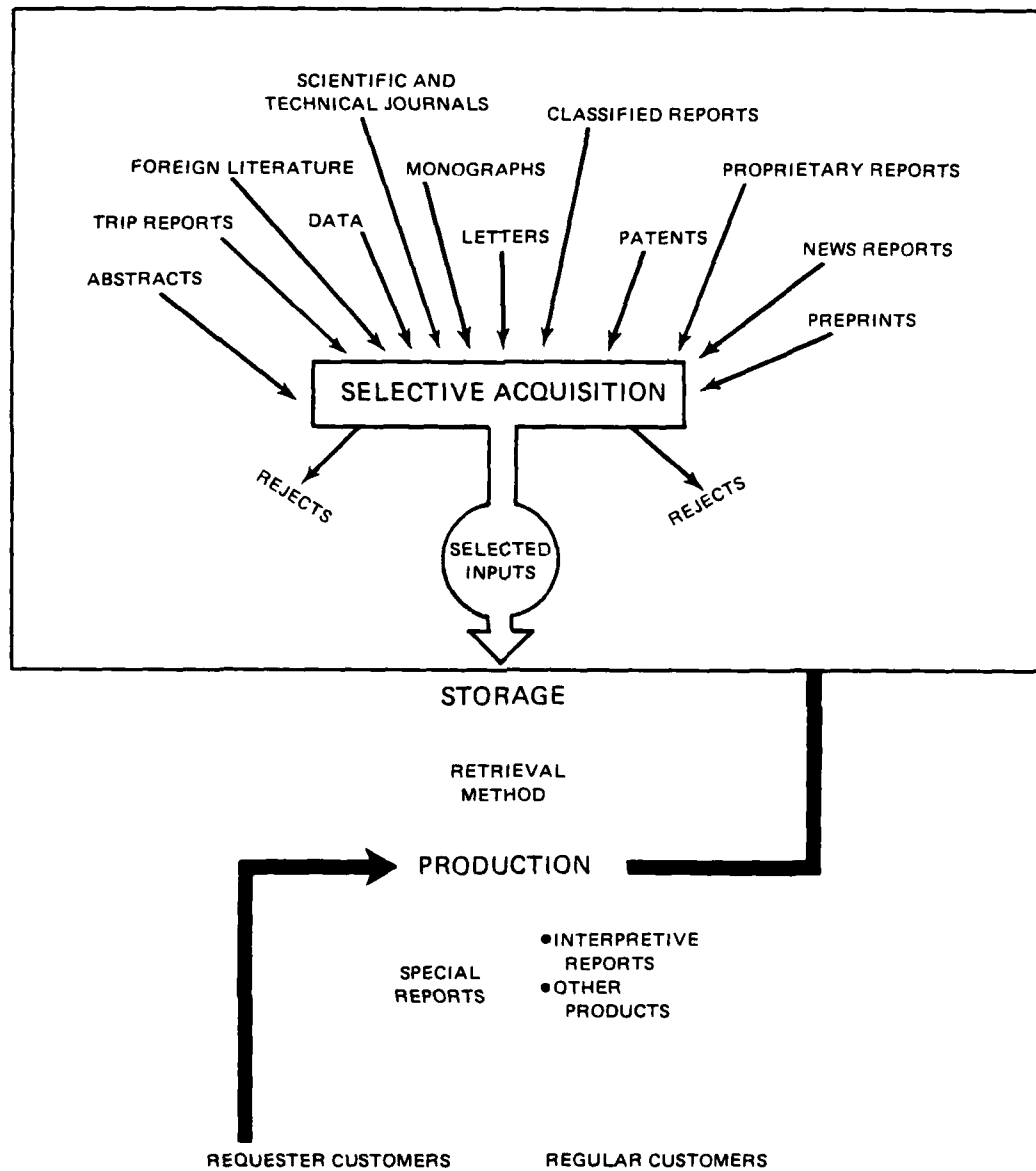 SCIENTIFIC AND
TECHNICAL JOURNALS
CLASSIFIED REPORTS
FOREIGN LITERATURE
MONOGRAPHS
PROPRIETARY REPORTS
TRIP REPORTS
DATA
LETTERS
PATENTS
NEWS REPORTS
ABSTRACTS
PREPRINTS
SELECTIVE ACQUISITION
REJECTS
REJECTS
SELECTED
INPUTS
STORAGE
RETRIEVAL
METHOD
PRODUCTION
SPECIAL
REPORTS
●INTERPRETIVE
REPORTS
●OTHER
PRODUCTS
REQUESTER CUSTOMERS
REGULAR CUSTOMERS